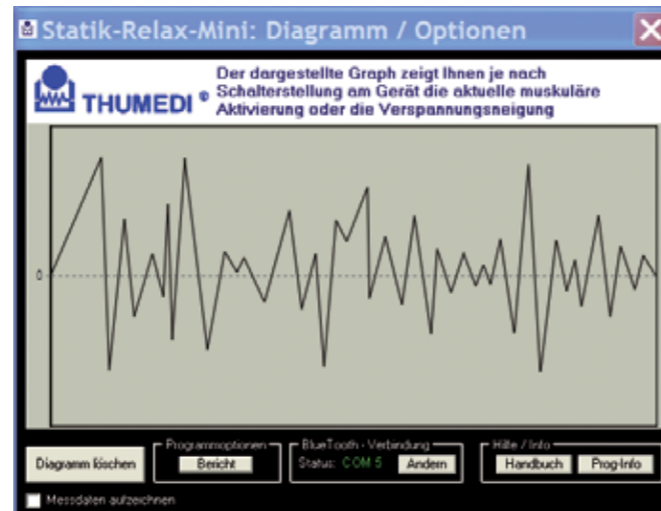 Statik-Relax-Mini: Diagramm / Optionen
THUMEDI ®
Der dargestellte Graph zeigt Ihnen je nach
Schalterstellung am Gerät die aktuelle muskuläre
Aktivierung oder die Verspannungsneigung
0
Diagramm löschen
Programmoptionen
Bericht
BlueTooth - Verbindung
Status: COM 5
Ändern
Hilfe / Info
Handbuch
Prog-Info
Messdaten aufzeichnen